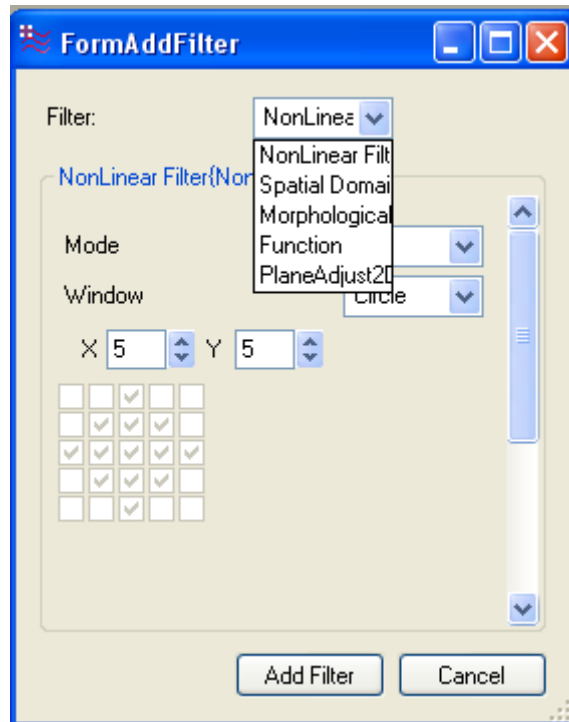 FormAddFilter
Filter:
NonLinea
NonLinear Filt
Spatial Domai
Morphological
Function
PlaneAdjust2D
NonLinear Filter{Non
Mode
Window
Circle
X 5 Y 5
Add Filter Cancel